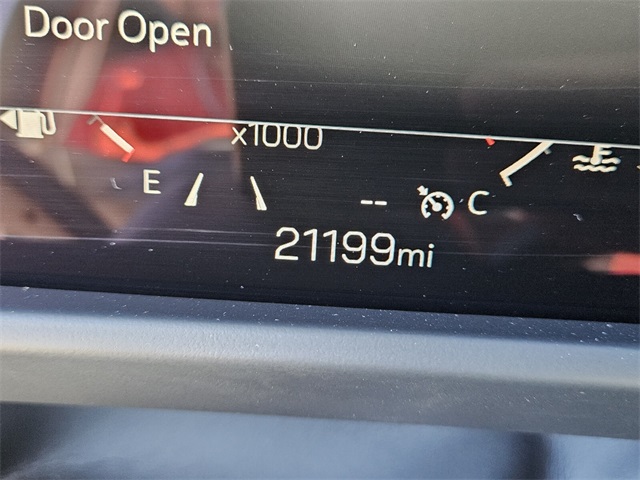 Door Open
x1000
E
-- C
21199mi